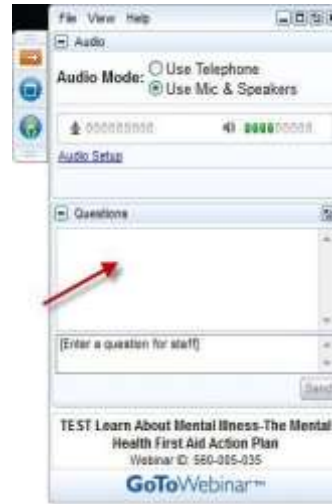 File View Help
Audio
Audio Mode: Use Telephone
Use Mic & Speakers
Audio Setup
Questions
[Enter a question for staff]
Send
TEST Learn About Mental Illness-The Mental
Health First Aid Action Plan
Webinar ID: 560-005-035
GoToWebinar™